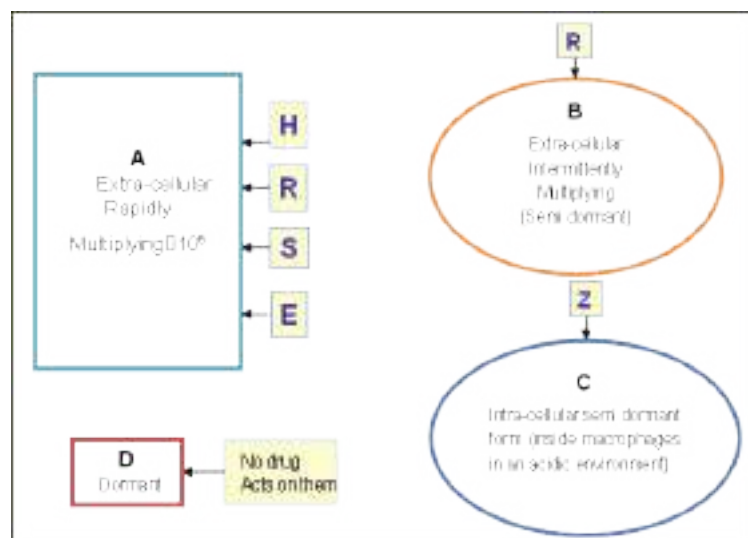 A
Extra-cellular
Rapidly
Multiplying
H
R
S
E
R
B
Extra-cellular
Intermittently
Multiplying
(Semi dormant)
Z
C
Intra-cellular semi dormant
form (inside macrophages
in an acidic environment)
D
Dormant
No drug
Acts on them